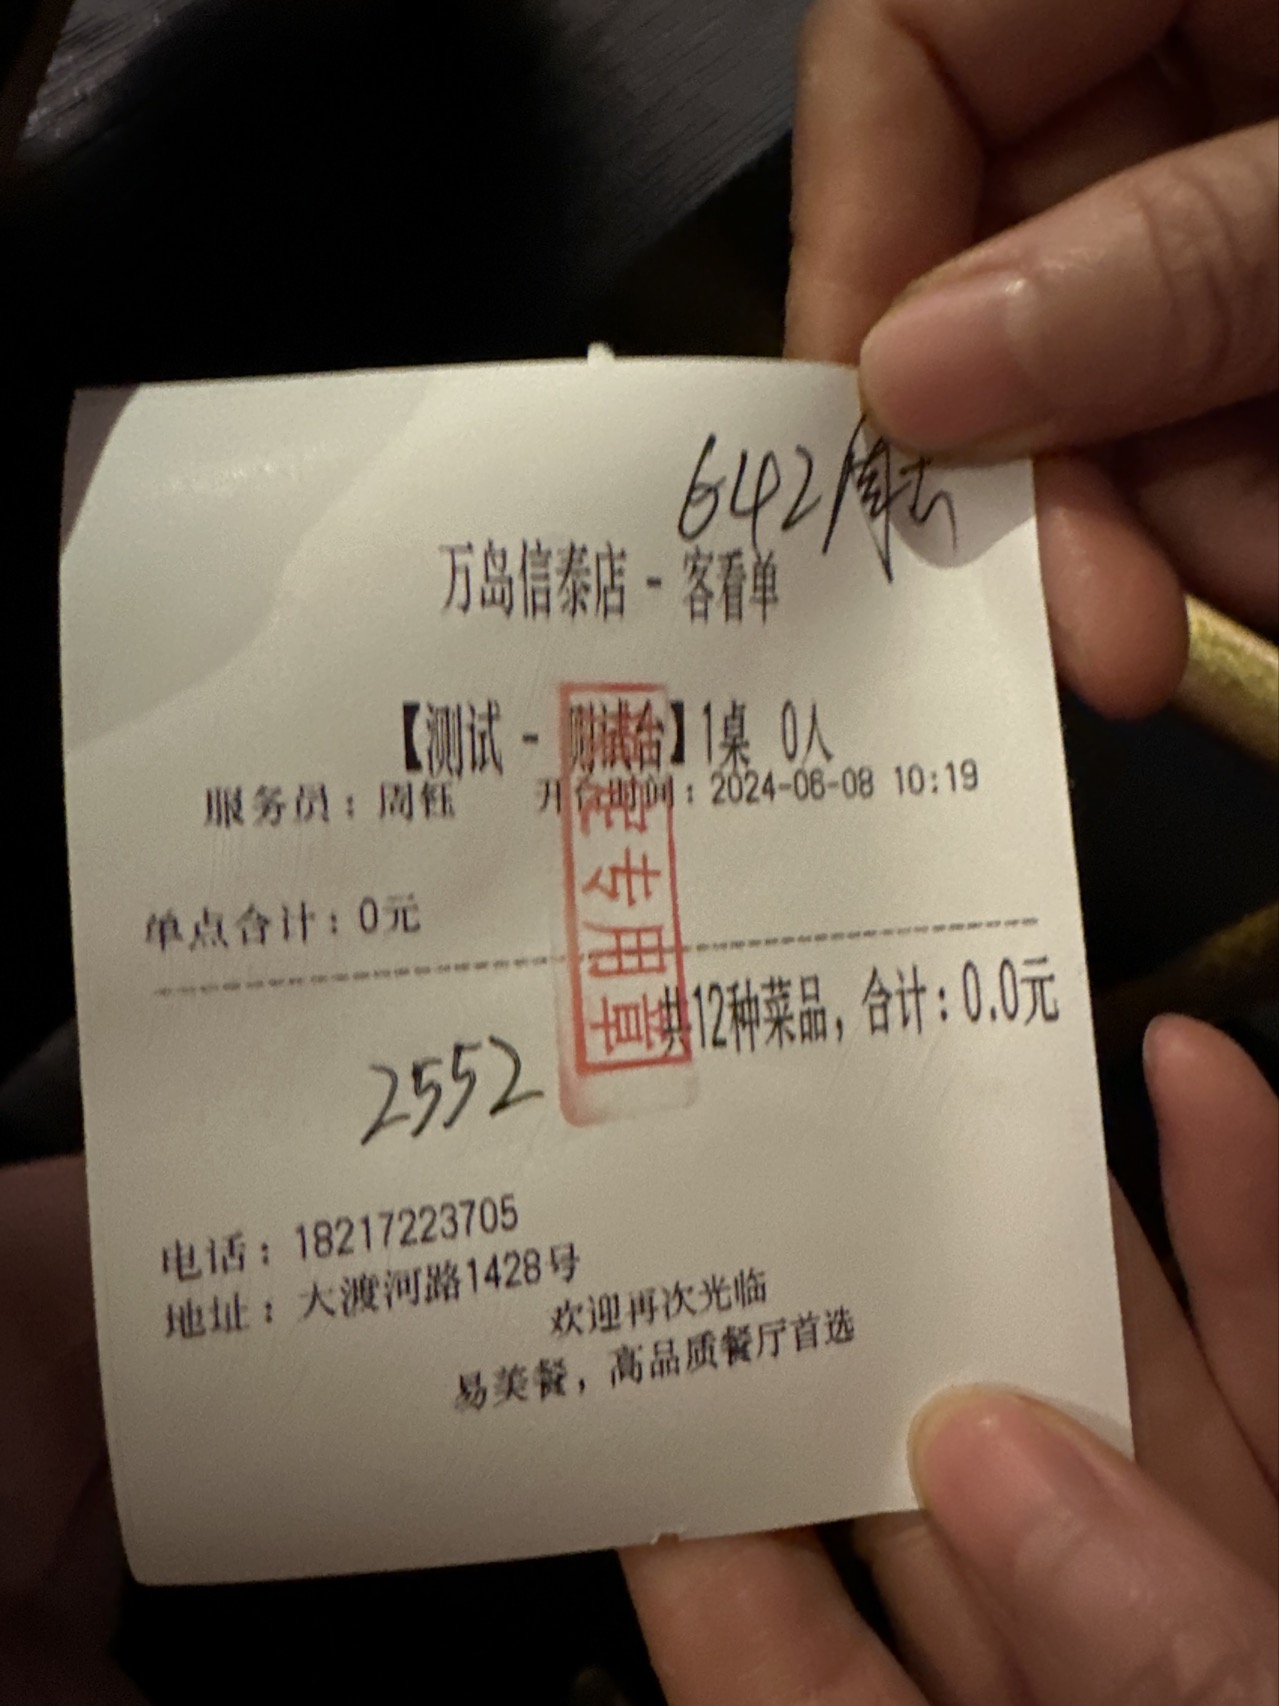 642周
万岛信泰店 - 客看单
【测试 - 测试台】1桌 0人
服务员：周钰 开台时间：2024-06-08 10:19
单点合计：0元
专用章
共12种菜品，合计：0.0元
2552
电话：18217223705
地址：大渡河路1428号
欢迎再次光临
易美餐，高品质餐厅首选